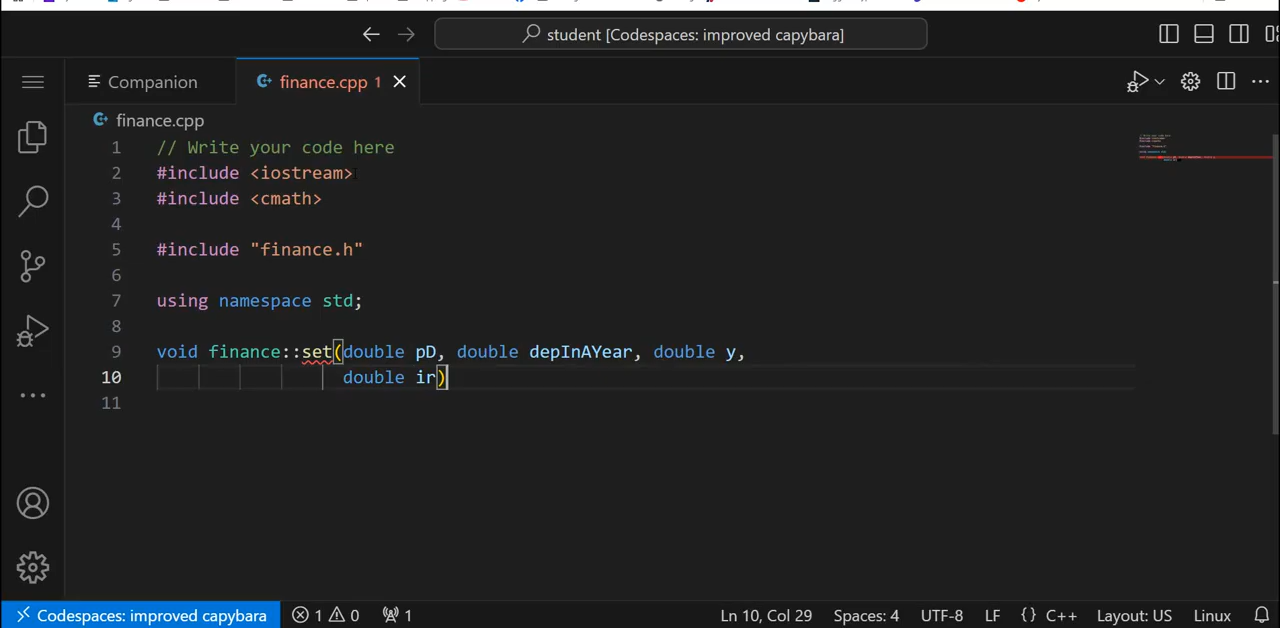 student [Codespaces: improved capybara]
Companion
finance.cpp 1
finance.cpp
1 // Write your code here
2 #include <iostream>
3 #include <cmath>
4
5 #include "finance.h"
6
7 using namespace std;
8
9 void finance::set(double pD, double depInAYear, double y,
10 double ir)
11
Codespaces: improved capybara 1 0 1 Ln 10, Col 29 Spaces: 4 UTF-8 LF {} C++ Layout: US Linux